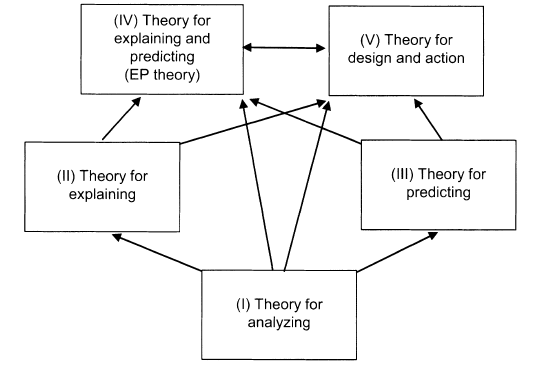 (IV) Theory for
explaining and
predicting
(EP theory)
(V) Theory for
design and action
(II) Theory for
explaining
(III) Theory for
predicting
(I) Theory for
analyzing